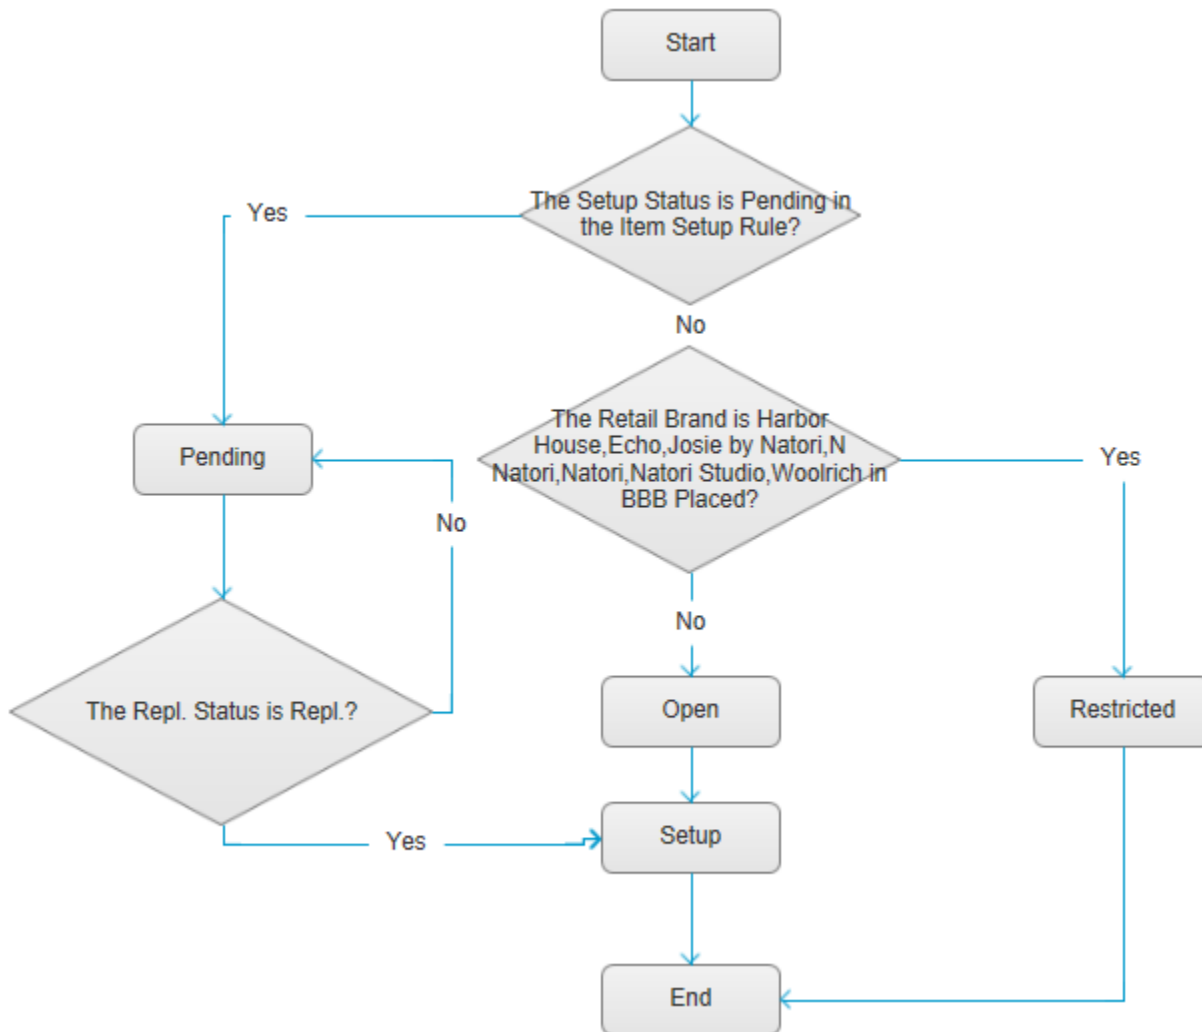 Start
The Setup Status is Pending in
the Item Setup Rule?
Yes
No
The Retail Brand is Harbor
House,Echo,Josie by Natori,N
Natori,Natori,Natori Studio,Woolrich in
BBB Placed?
Yes
Pending
No
No
The Repl. Status is Repl.?
Open
Restricted
Yes
Setup
End